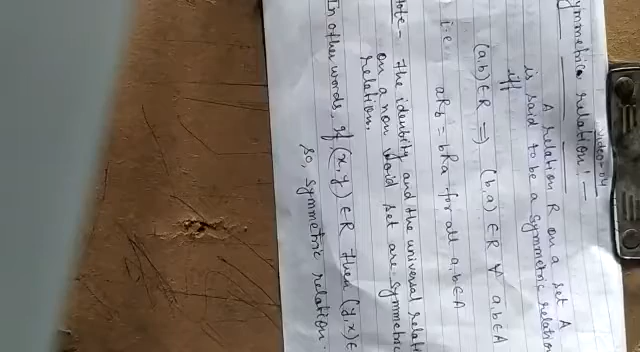 Video-04
ymmetrice relation:-
A relation R on a set A
is said to be a symmetric relation
iff
(a,b) ∈ R ⇒ (b,a) ∈ R ∀ a,b ∈ A
i.e. aRb = bRa for all a,b ∈ A
Note- the identity and the universal relati
on a non void set are symmetric
relation.
In other words, if (x,y) ∈ R then (y,x) ∈
so, symmetric relation.